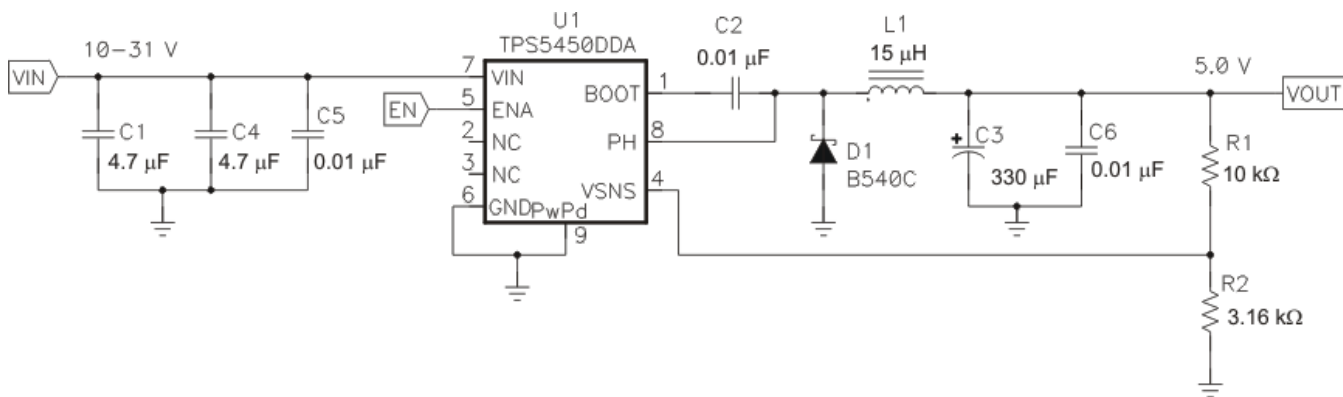 U1
TPS5450DDA
10-31 V
VIN
EN
C1
4.7 µF
C4
4.7 µF
C5
0.01 µF
7
5
2
3
6
VIN
ENA
NC
NC
GND
PwPd
9
BOOT
PH
VSNS
1
8
4
C2
0.01 µF
L1
15 µH
D1
B540C
+
C3
330 µF
C6
0.01 µF
5.0 V
VOUT
R1
10 kΩ
R2
3.16 kΩ